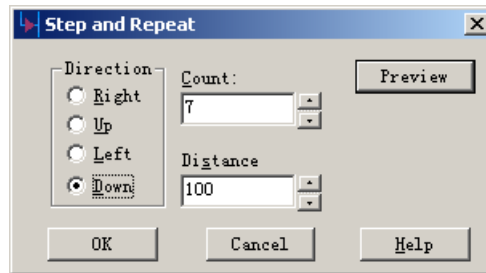 Step and Repeat
Direction
Right
Up
Left
Down
Count:
7
Distance
100
Preview
OK
Cancel
Help